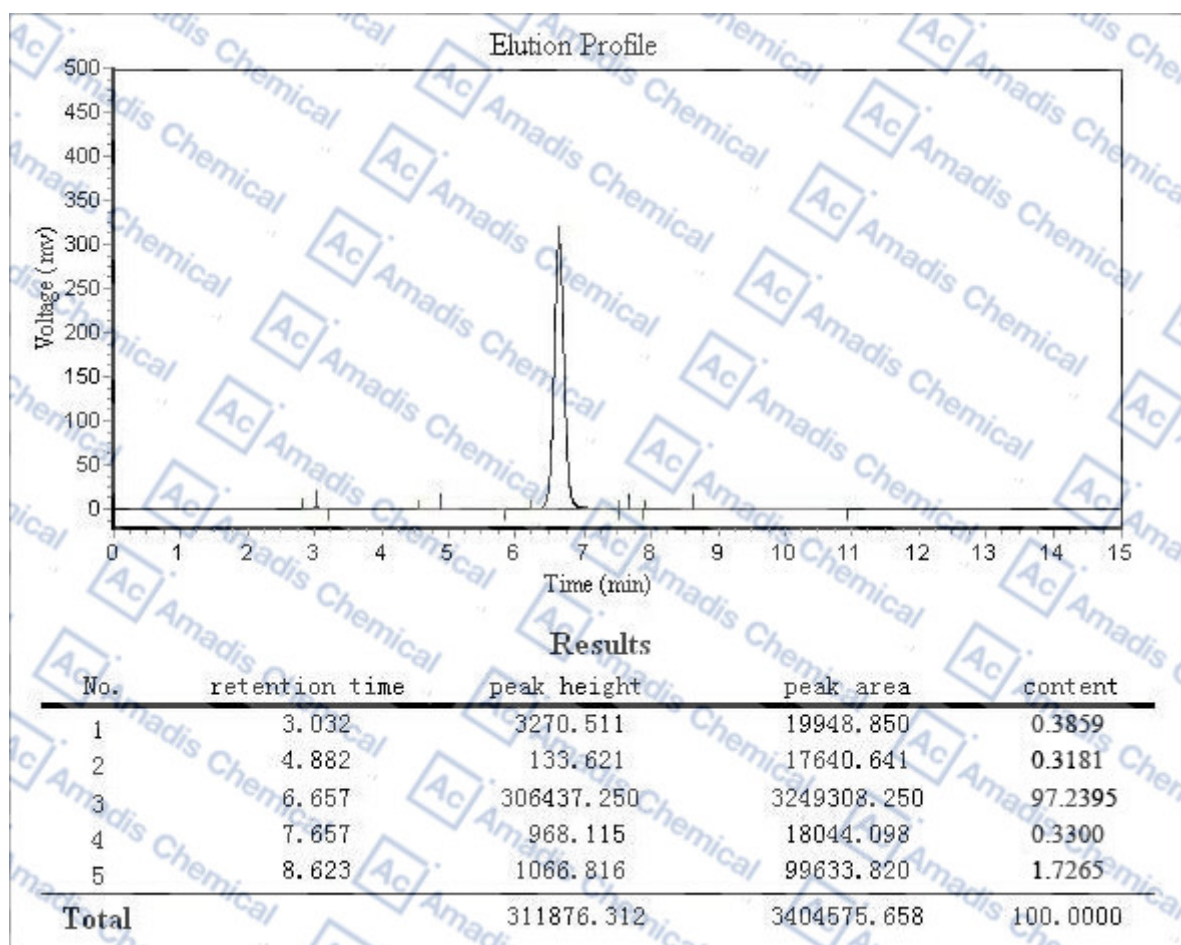 Elution Profile
500
450
400
350
300
250
200
150
100
50
0
Voltage (mv)
0 1 2 3 4 5 6 7 8 9 10 11 12 13 14 15
Time (min)
Results
No. retention time peak height peak area content
1 3.032 3270.511 19948.850 0.3859
2 4.882 133.621 17640.641 0.3181
3 6.657 306437.250 3249308.250 97.2395
4 7.657 968.115 18044.098 0.3300
5 8.623 1066.816 99633.820 1.7265
Total 311876.312 3404575.658 100.0000
Ac Amadis Chemical